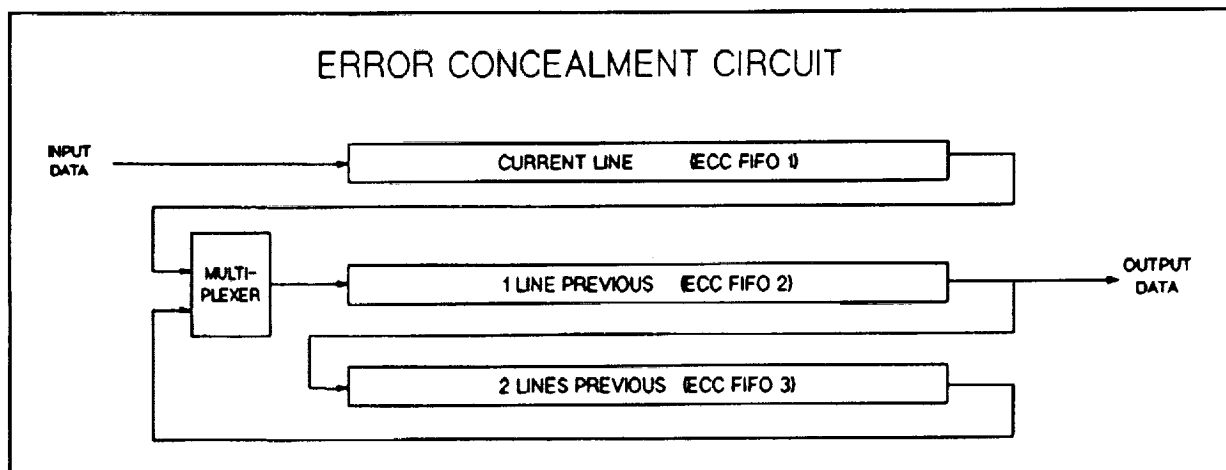 ERROR CONCEALMENT CIRCUIT
INPUT
DATA
CURRENT LINE (ECC FIFO 1)
MULTI-
PLEXER
1 LINE PREVIOUS (ECC FIFO 2)
OUTPUT
DATA
2 LINES PREVIOUS (ECC FIFO 3)